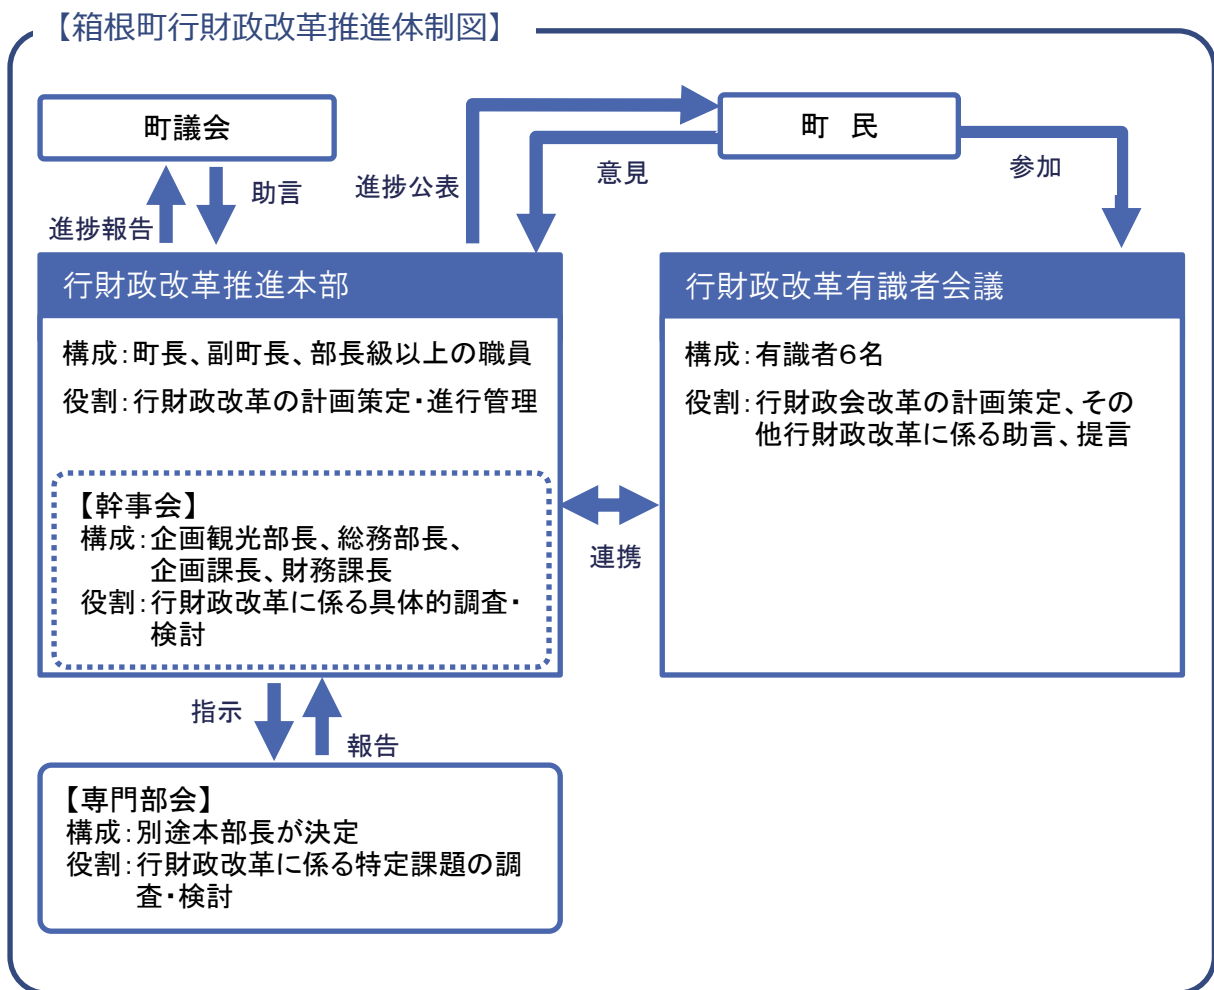 【箱根町行財政改革推進体制図】
町議会
町 民
進捗報告
助言
進捗公表
意見
参加
行財政改革推進本部
構成:町長、副町長、部長級以上の職員
役割:行財政改革の計画策定・進行管理
【幹事会】
構成:企画観光部長、総務部長、
企画課長、財務課長
役割:行財政改革に係る具体的調査・
検討
連携
行財政改革有識者会議
構成:有識者6名
役割:行財政会改革の計画策定、その
他行財政改革に係る助言、提言
指示
報告
【専門部会】
構成:別途本部長が決定
役割:行財政改革に係る特定課題の調
査・検討